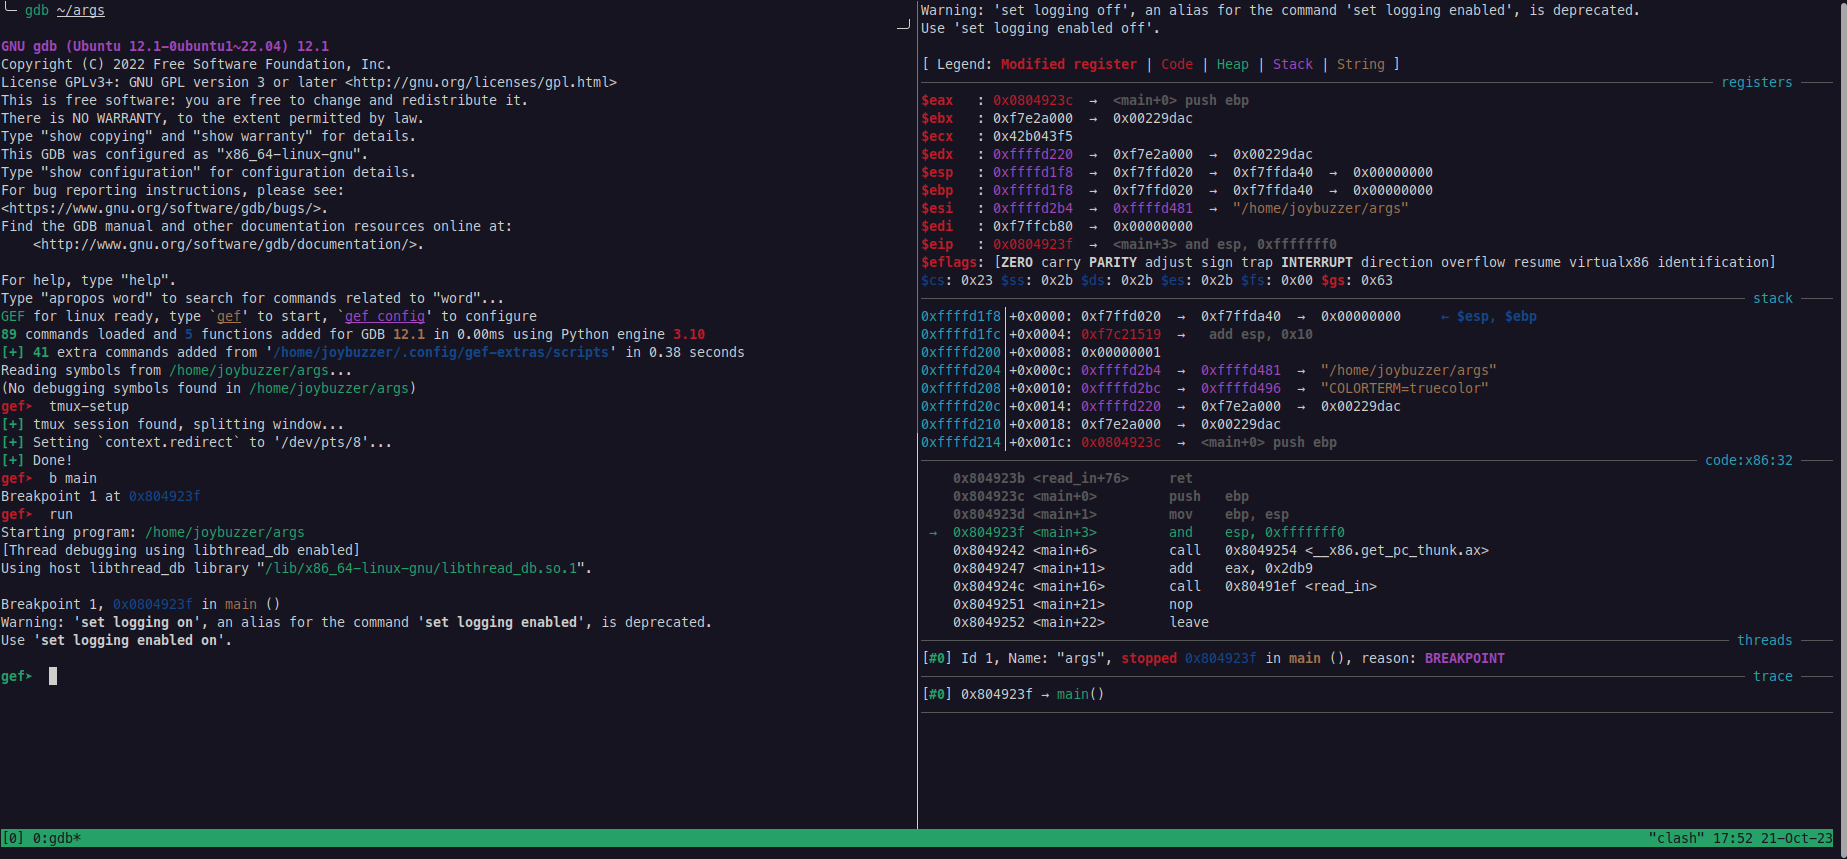 ╰─ gdb ~/args
GNU gdb (Ubuntu 12.1-0ubuntu1~22.04) 12.1
Copyright (C) 2022 Free Software Foundation, Inc.
License GPLv3+: GNU GPL version 3 or later <http://gnu.org/licenses/gpl.html>
This is free software: you are free to change and redistribute it.
There is NO WARRANTY, to the extent permitted by law.
Type "show copying" and "show warranty" for details.
This GDB was configured as "x86_64-linux-gnu".
Type "show configuration" for configuration details.
For bug reporting instructions, please see:
<https://www.gnu.org/software/gdb/bugs/>.
Find the GDB manual and other documentation resources online at:
    <http://www.gnu.org/software/gdb/documentation/>.
For help, type "help".
Type "apropos word" to search for commands related to "word"...
GEF for linux ready, type `gef' to start, `gef config' to configure
89 commands loaded and 5 functions added for GDB 12.1 in 0.00ms using Python engine 3.10
[+] 41 extra commands added from '/home/joybuzzer/.config/gef-extras/scripts' in 0.38 seconds
Reading symbols from /home/joybuzzer/args...
(No debugging symbols found in /home/joybuzzer/args)
gef➤  tmux-setup
[+] tmux session found, splitting window...
[+] Setting `context.redirect` to '/dev/pts/8'...
[+] Done!
gef➤  b main
Breakpoint 1 at 0x804923f
gef➤  run
Starting program: /home/joybuzzer/args
[Thread debugging using libthread_db enabled]
Using host libthread_db library "/lib/x86_64-linux-gnu/libthread_db.so.1".
Breakpoint 1, 0x0804923f in main ()
Warning: 'set logging on', an alias for the command 'set logging enabled', is deprecated.
Use 'set logging enabled on'.
gef➤
Warning: 'set logging off', an alias for the command 'set logging enabled', is deprecated.
Use 'set logging enabled off'.
[ Legend: Modified register | Code | Heap | Stack | String ]
registers
$eax   : 0x0804923c  →  <main+0> push ebp
$ebx   : 0xf7e2a000  →  0x00229dac
$ecx   : 0x42b043f5
$edx   : 0xffffd220  →  0xf7e2a000  →  0x00229dac
$esp   : 0xffffd1f8  →  0xf7ffd020  →  0xf7ffda40  →  0x00000000
$ebp   : 0xffffd1f8  →  0xf7ffd020  →  0xf7ffda40  →  0x00000000
$esi   : 0xffffd2b4  →  0xffffd481  →  "/home/joybuzzer/args"
$edi   : 0xf7ffcb80  →  0x00000000
$eip   : 0x0804923f  →  <main+3> and esp, 0xfffffff0
$eflags: [ZERO carry PARITY adjust sign trap INTERRUPT direction overflow resume virtualx86 identification]
$cs: 0x23 $ss: 0x2b $ds: 0x2b $es: 0x2b $fs: 0x00 $gs: 0x63
stack
0xffffd1f8│+0x0000: 0xf7ffd020  →  0xf7ffda40  →  0x00000000     ← $esp, $ebp
0xffffd1fc│+0x0004: 0xf7c21519  →   add esp, 0x10
0xffffd200│+0x0008: 0x00000001
0xffffd204│+0x000c: 0xffffd2b4  →  0xffffd481  →  "/home/joybuzzer/args"
0xffffd208│+0x0010: 0xffffd2bc  →  0xffffd496  →  "COLORTERM=truecolor"
0xffffd20c│+0x0014: 0xffffd220  →  0xf7e2a000  →  0x00229dac
0xffffd210│+0x0018: 0xf7e2a000  →  0x00229dac
0xffffd214│+0x001c: 0x0804923c  →  <main+0> push ebp
code:x86:32
    0x804923b <read_in+76>     ret
    0x804923c <main+0>         push   ebp
    0x804923d <main+1>         mov    ebp, esp
 →  0x804923f <main+3>         and    esp, 0xfffffff0
    0x8049242 <main+6>         call   0x8049254 <__x86.get_pc_thunk.ax>
    0x8049247 <main+11>        add    eax, 0x2db9
    0x804924c <main+16>        call   0x80491ef <read_in>
    0x8049251 <main+21>        nop
    0x8049252 <main+22>        leave
threads
[#0] Id 1, Name: "args", stopped 0x804923f in main (), reason: BREAKPOINT
trace
[#0] 0x804923f → main()
[0] 0:gdb*
"clash" 17:52 21-Oct-23